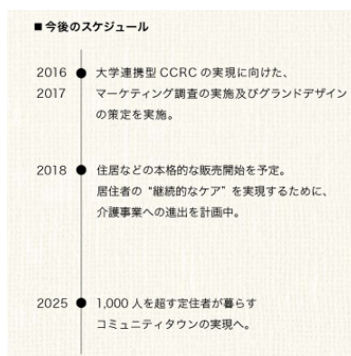 ■今後のスケジュール
2016 ● 大学連携型 CCRC の実現に向けた、
2017 マーケティング調査の実施及びグランドデザイン
の策定を実施。
2018 ● 住居などの本格的な販売開始を予定。
居住者の“継続的なケア”を実現するために、
介護事業への進出を計画中。
2025 ● 1,000 人を超す定住者が暮らす
コミュニティタウンの実現へ。